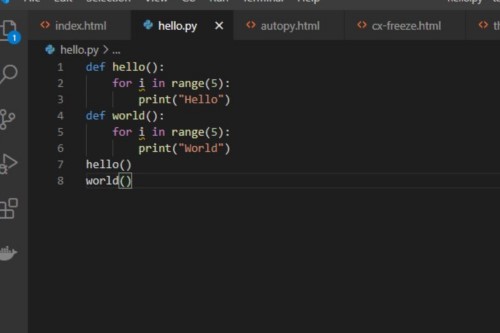 index.html hello.py autopy.html cx-freeze.html
1
hello.py > ...
1 def hello():
2     for i in range(5):
3         print("Hello")
4 def world():
5     for i in range(5):
6         print("World")
7 hello()
8 world()